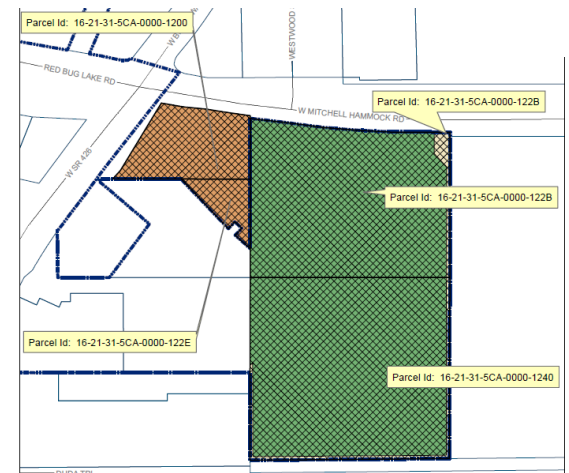 Parcel Id: 16-21-31-5CA-0000-1200
WESTWOOD
RED BUG LAKE RD
W MITCHELL HAMMOCK RD
Parcel Id: 16-21-31-5CA-0000-122B
W SR 426
Parcel Id: 16-21-31-5CA-0000-122B
Parcel Id: 16-21-31-5CA-0000-122E
Parcel Id: 16-21-31-5CA-0000-1240